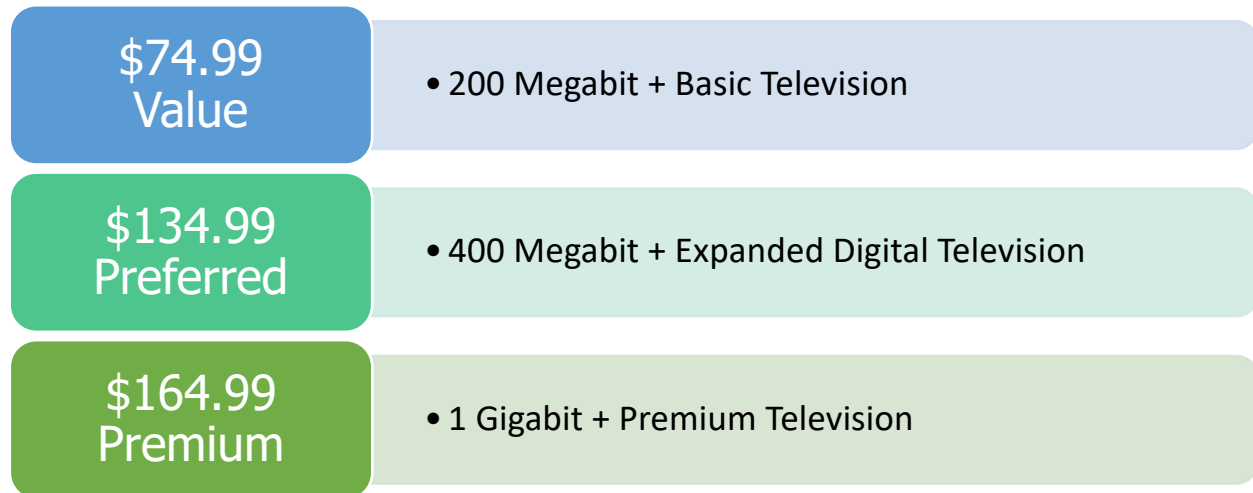 $74.99
Value
• 200 Megabit + Basic Television
$134.99
Preferred
• 400 Megabit + Expanded Digital Television
$164.99
Premium
• 1 Gigabit + Premium Television